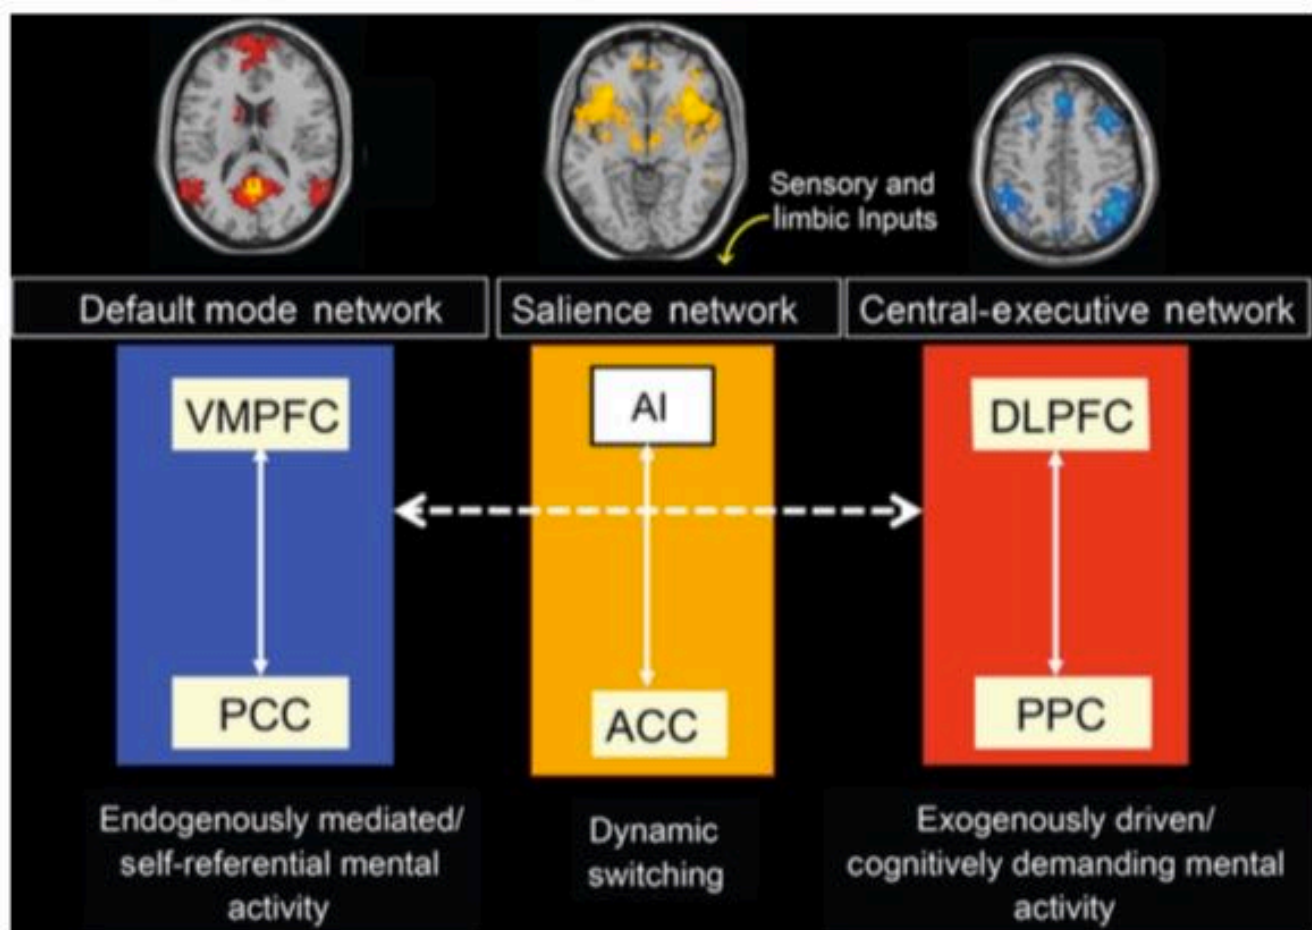 Sensory and
limbic Inputs
Default mode network
Salience network
Central-executive network
VMPFC
AI
DLPFC
PCC
ACC
PPC
Endogenously mediated/
self-referential mental
activity
Dynamic
switching
Exogenously driven/
cognitively demanding mental
activity